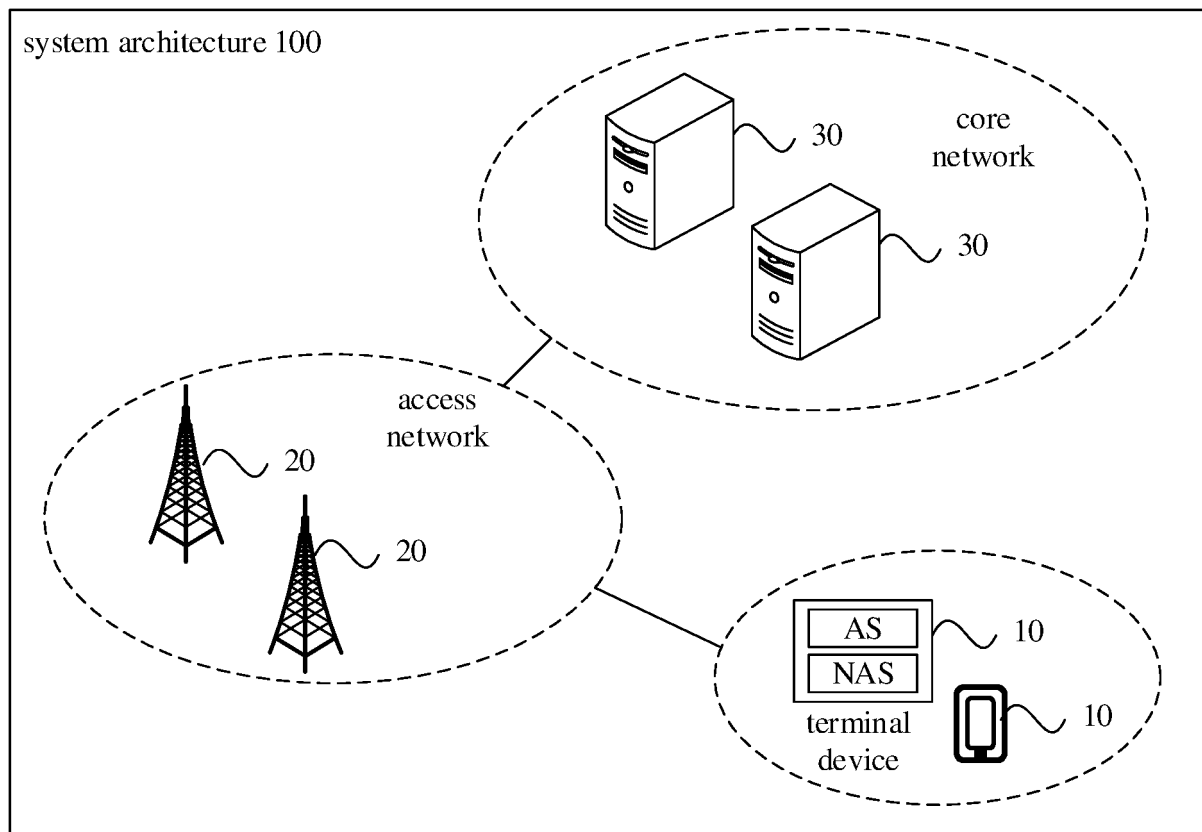 system architecture 100
30
core
network
30
access
network
20
20
AS
10
NAS
10
terminal
device